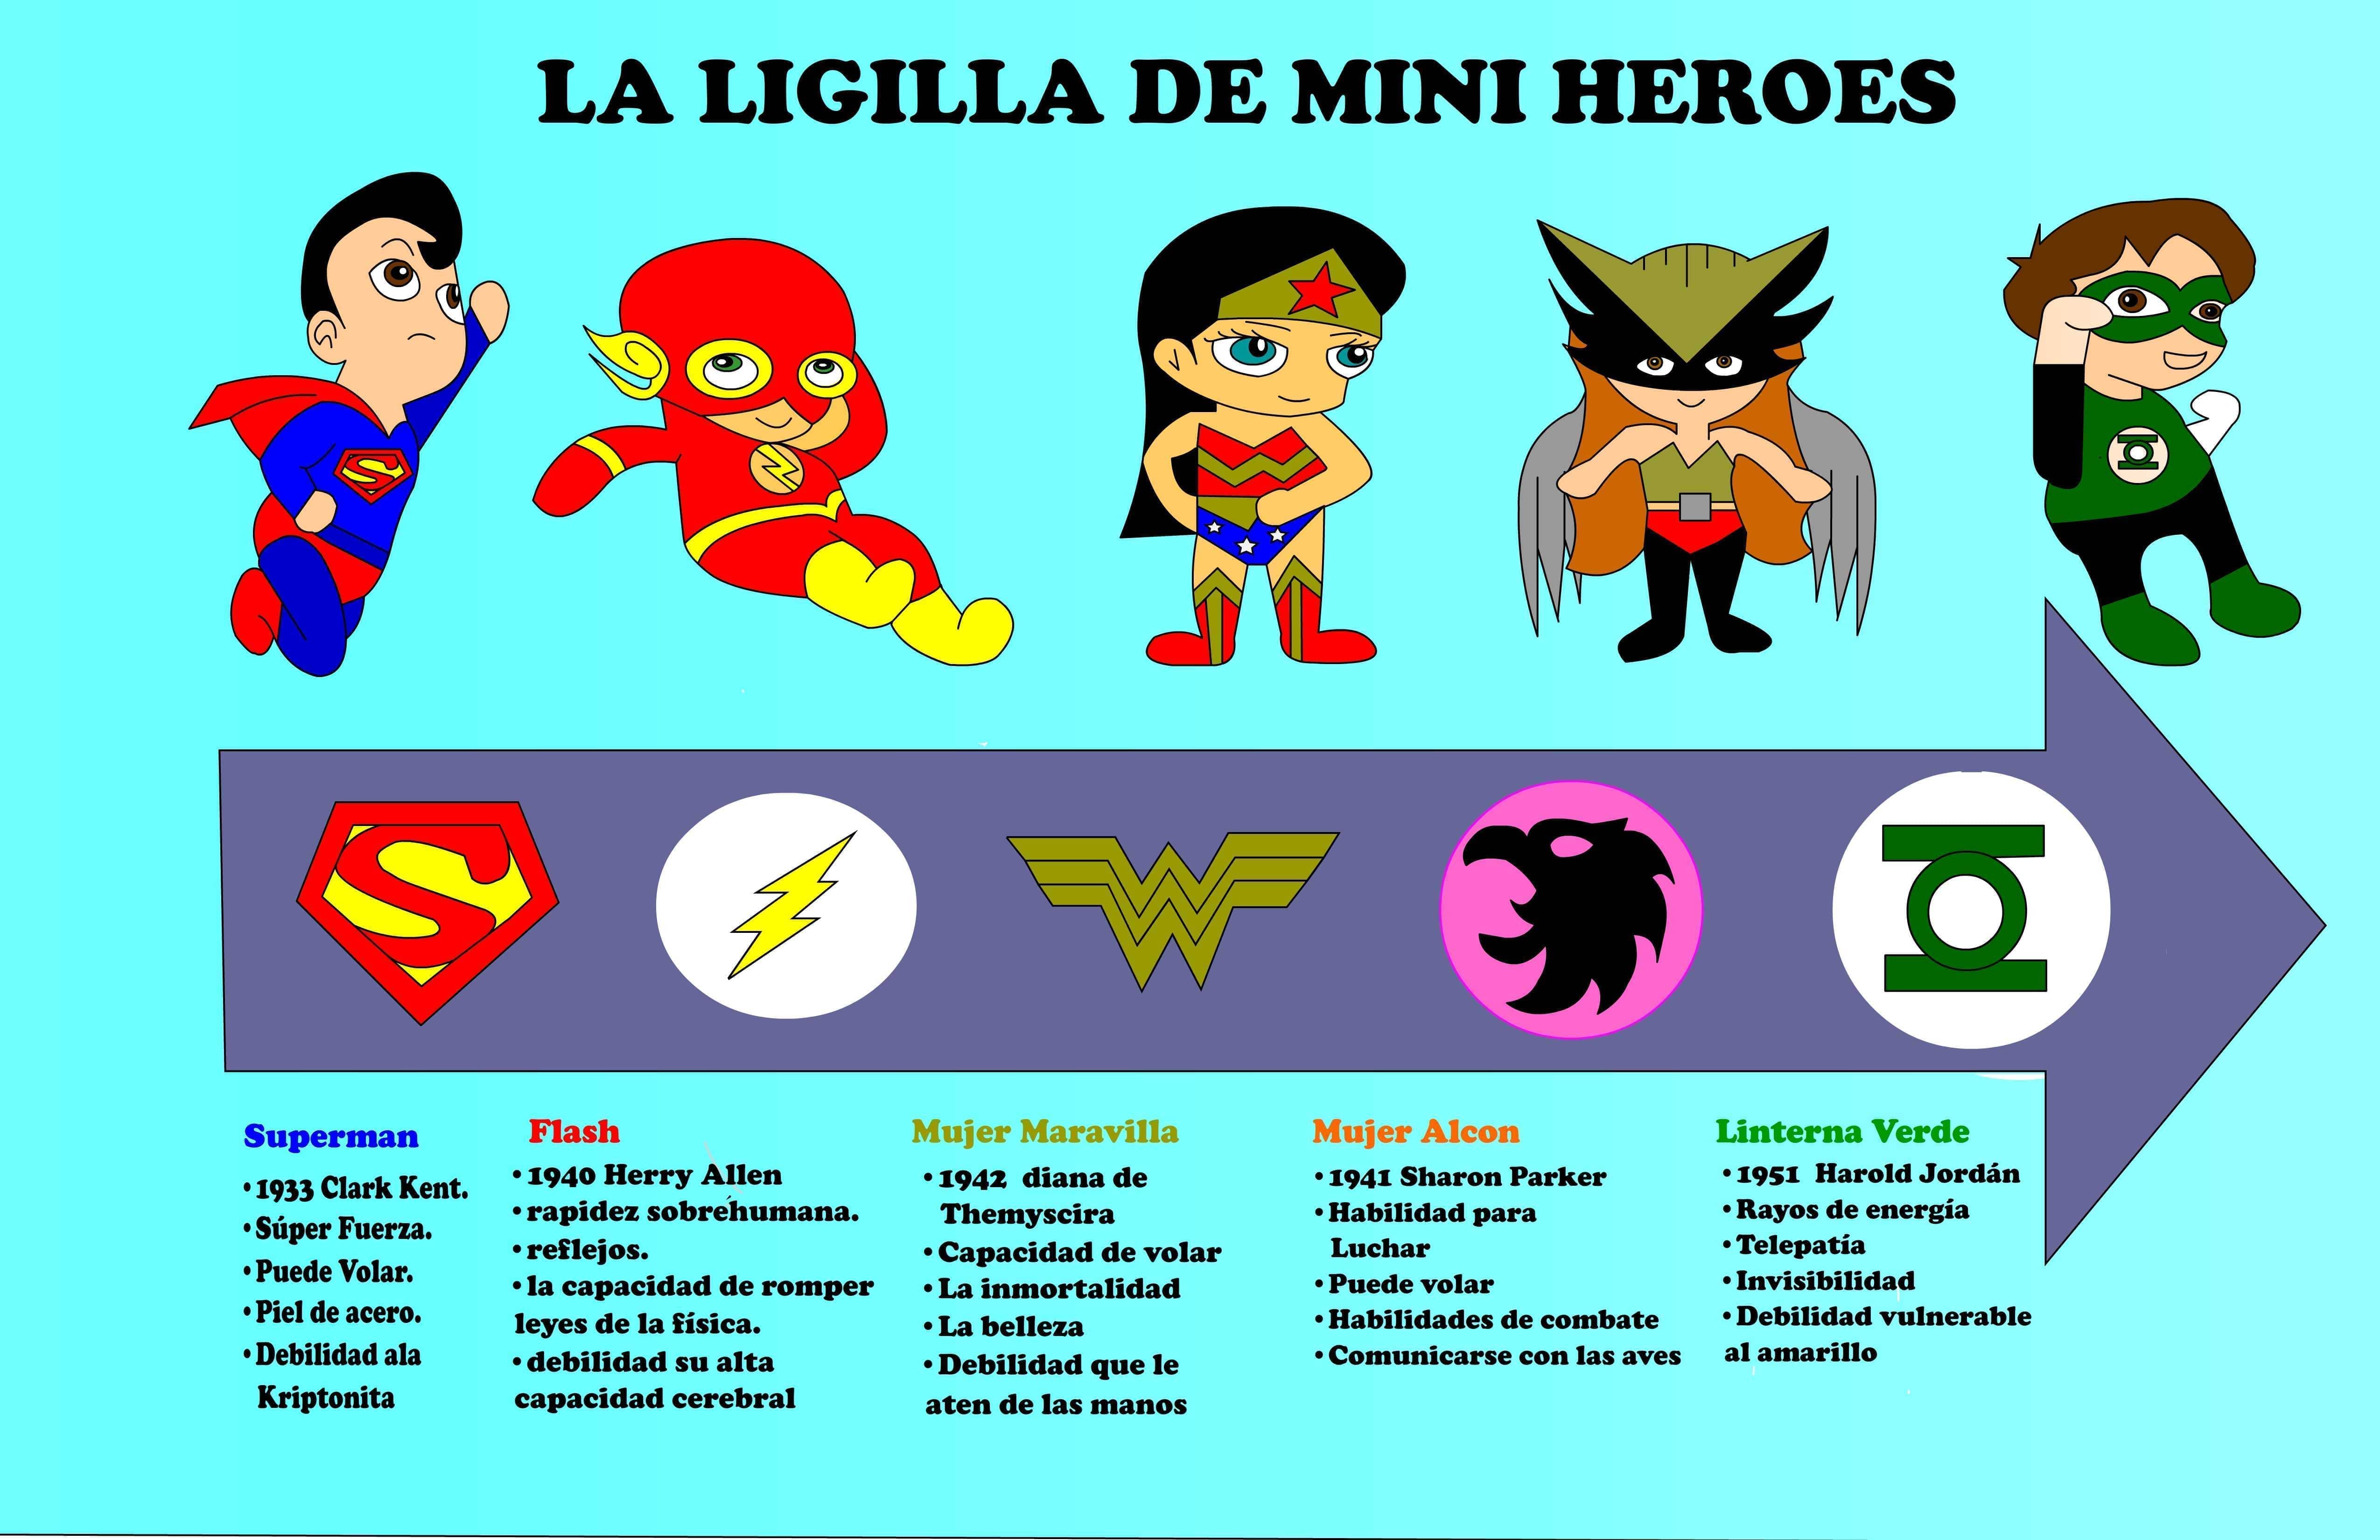 LA LIGILLA DE MINI HEROES
Superman
•1933 Clark Kent.
•Súper Fuerza.
•Puede Volar.
•Piel de acero.
•Debilidad ala
Kriptonita
Flash
•1940 Herry Allen
•rapidez sobrehumana.
•reflejos.
•la capacidad de romper
leyes de la física.
•debilidad su alta
capacidad cerebral
Mujer Maravilla
•1942 diana de
Themyscira
•Capacidad de volar
•La inmortalidad
•La belleza
•Debilidad que le
aten de las manos
Mujer Alcon
•1941 Sharon Parker
•Habilidad para
Luchar
•Puede volar
•Habilidades de combate
•Comunicarse con las aves
Linterna Verde
•1951 Harold Jordán
•Rayos de energía
•Telepatía
•Invisibilidad
•Debilidad vulnerable
al amarillo